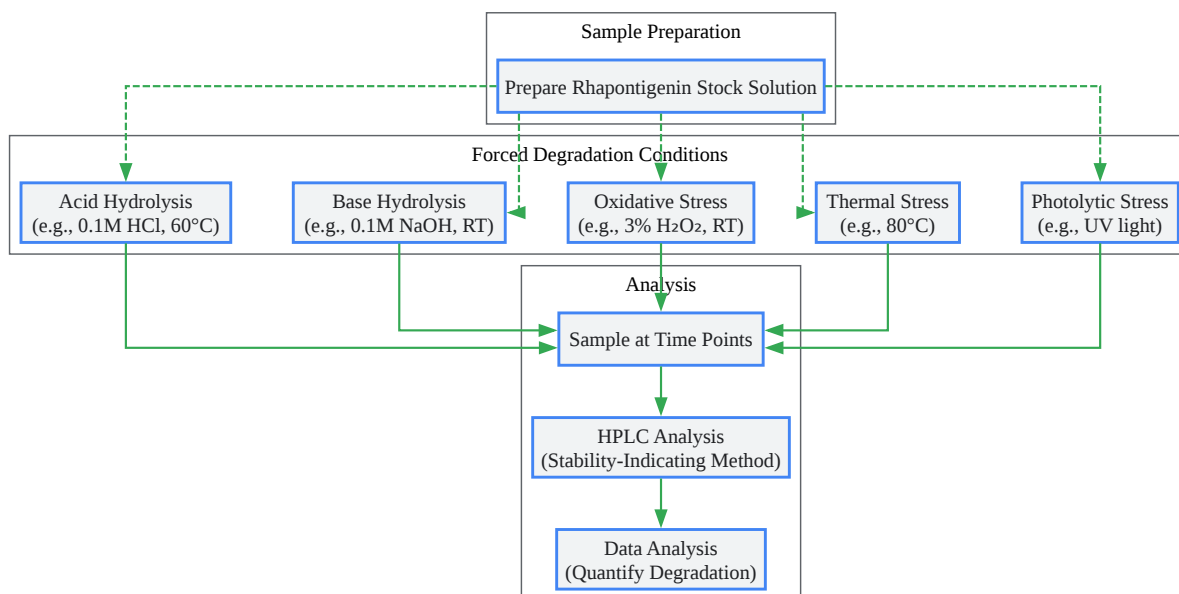 Sample Preparation
Prepare Rhapontigenin Stock Solution
Forced Degradation Conditions
Acid Hydrolysis
(e.g., 0.1M HCl, 60°C)
Base Hydrolysis
(e.g., 0.1M NaOH, RT)
Oxidative Stress
(e.g., 3% H₂O₂, RT)
Thermal Stress
(e.g., 80°C)
Photolytic Stress
(e.g., UV light)
Analysis
Sample at Time Points
HPLC Analysis
(Stability-Indicating Method)
Data Analysis
(Quantify Degradation)